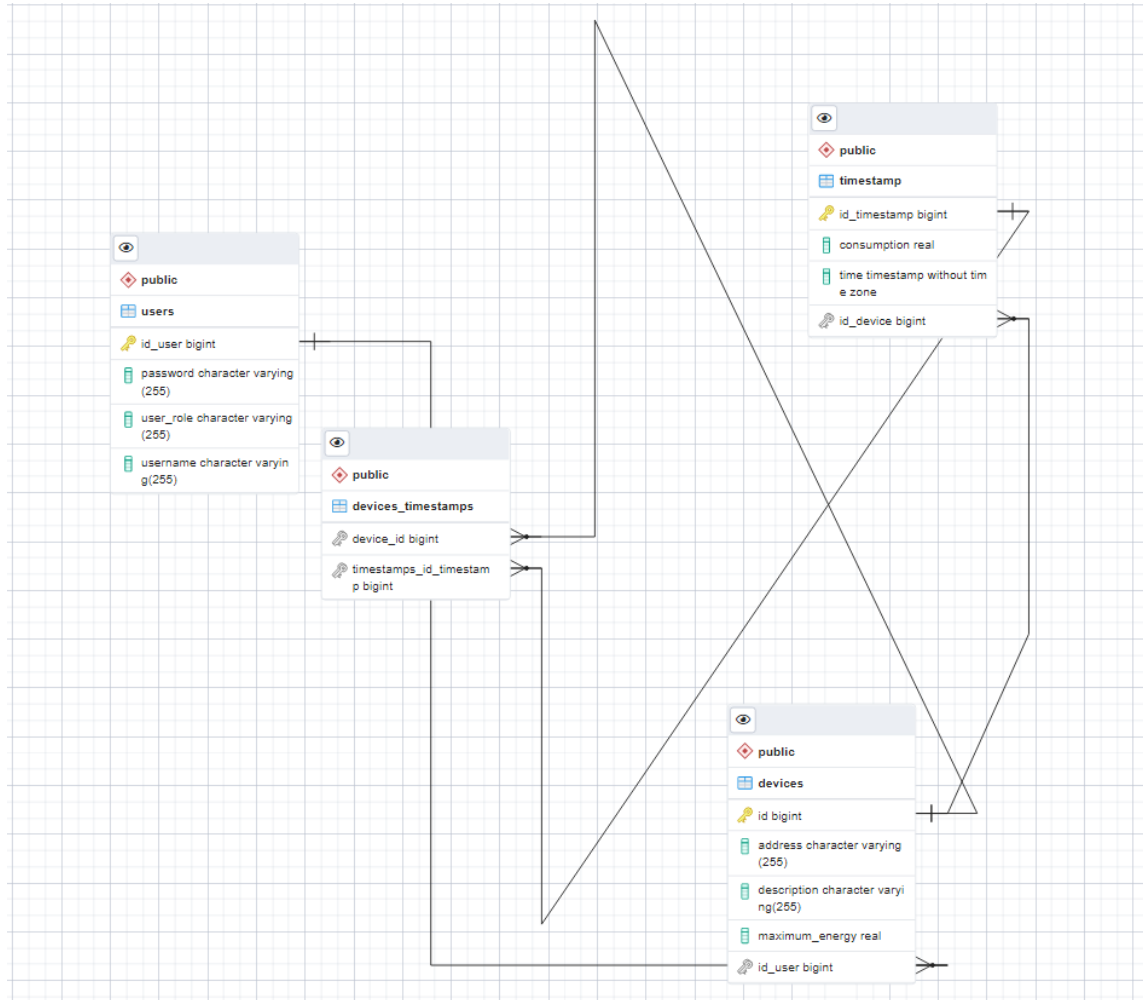 public
timestamp
id_timestamp bigint
consumption real
time timestamp without tim
e zone
id_device bigint
public
users
id_user bigint
password character varying
(255)
user_role character varying
(255)
username character varyin
g(255)
public
devices_timestamps
device_id bigint
timestamps_id_timestam
p bigint
public
devices
id bigint
address character varying
(255)
description character varyi
ng(255)
maximum_energy real
id_user bigint